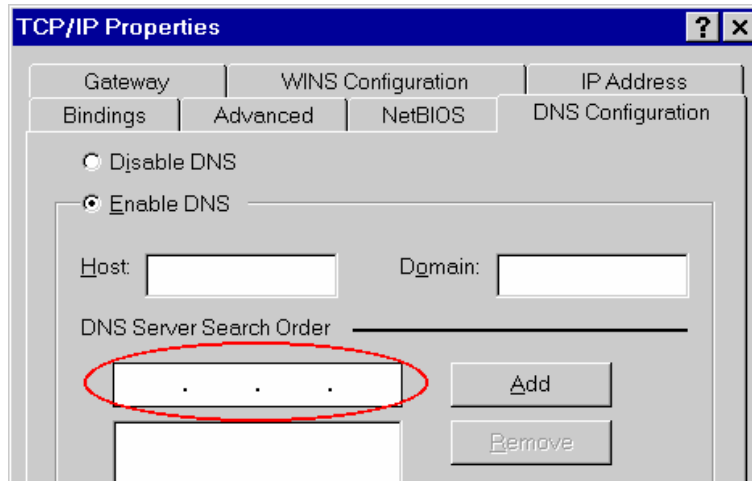 TCP/IP Properties
Gateway WINS Configuration IP Address
Bindings Advanced NetBIOS DNS Configuration
Disable DNS
Enable DNS
Host: Domain:
DNS Server Search Order
. . . Add
Remove